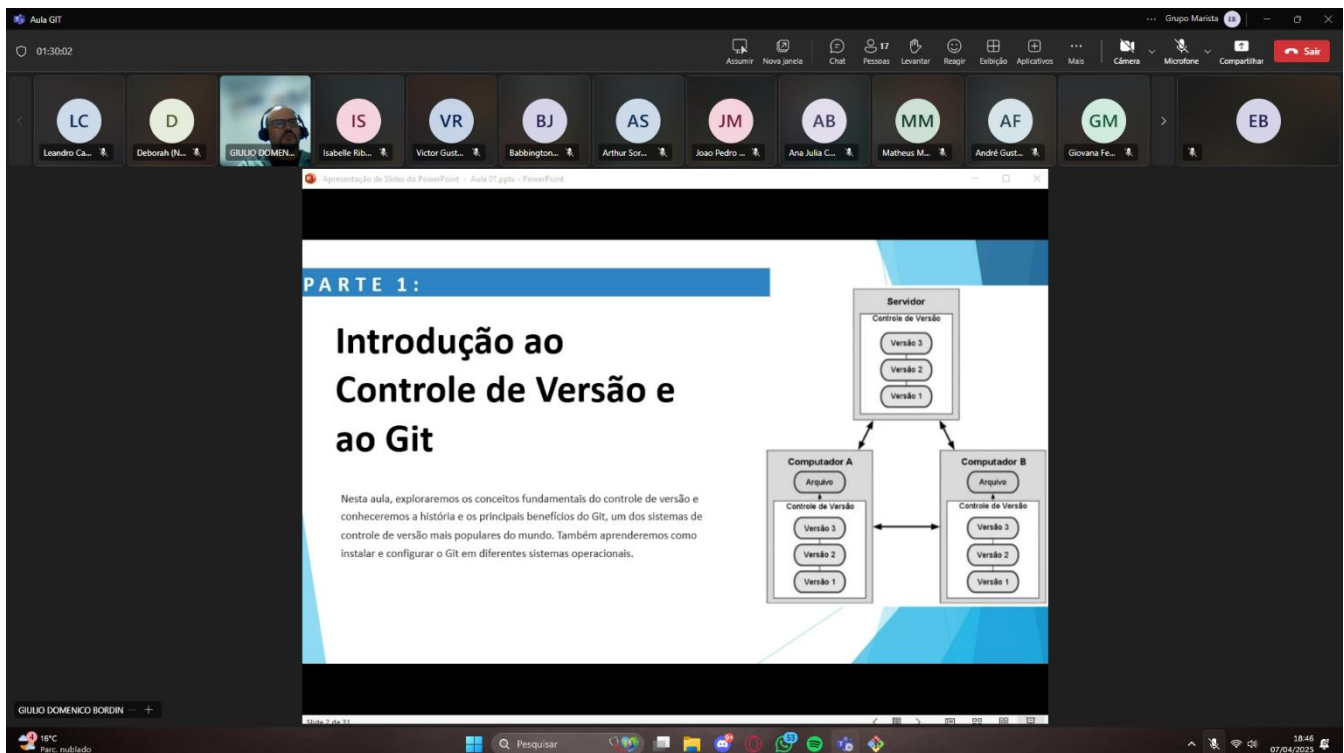 Aula GIT
Grupo Marista EB
01:30:02
Assumir Nova janela Chat Pessoas 17 Levantar Reagir Exibição Aplicativos Mais Câmera Microfone Compartilhar Sair
LC D IS VR BJ AS JM AB MM AF GM EB
Leandro Ca... Deborah (N... GIULIO DOMEN... Isabelle Rib... Victor Gust... Babbington... Arthur Sor... Joao Pedro ... Ana Julia C... Matheus M... André Gust... Giovana Fe...
Apresentação de Slides do PowerPoint - Aula 01.pptx - PowerPoint
PARTE 1:
Introdução ao
Controle de Versão e
ao Git
Nesta aula, exploraremos os conceitos fundamentais do controle de versão e
conheceremos a história e os principais benefícios do Git, um dos sistemas de
controle de versão mais populares do mundo. Também aprenderemos como
instalar e configurar o Git em diferentes sistemas operacionais.
Servidor
Controle de Versão
Versão 3
Versão 2
Versão 1
Computador A
Arquivo
Controle de Versão
Versão 3
Versão 2
Versão 1
Computador B
Arquivo
Controle de Versão
Versão 3
Versão 2
Versão 1
Slide 2 de 31
GIULIO DOMENICO BORDIN
4
16°C
Parc. nublado
Pesquisar
53
18:46
07/04/2025